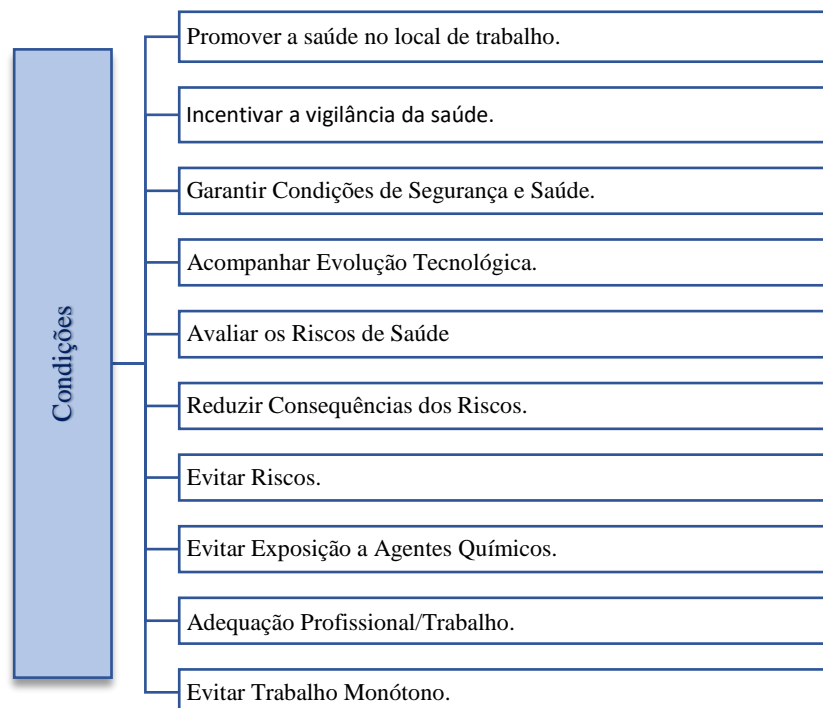 Condições
Promover a saúde no local de trabalho.
Incentivar a vigilância da saúde.
Garantir Condições de Segurança e Saúde.
Acompanhar Evolução Tecnológica.
Avaliar os Riscos de Saúde
Reduzir Consequências dos Riscos.
Evitar Riscos.
Evitar Exposição a Agentes Químicos.
Adequação Profissional/Trabalho.
Evitar Trabalho Monótono.